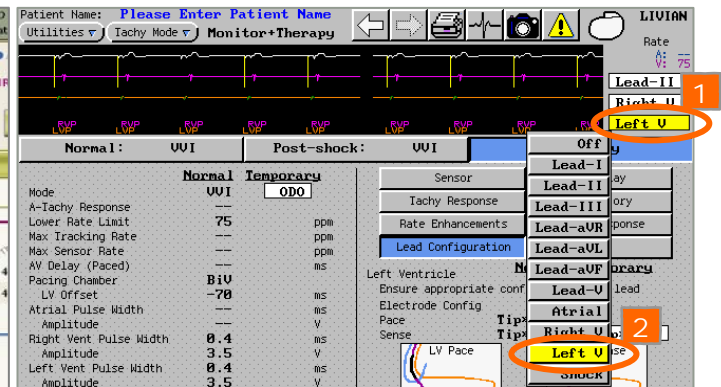 Patient Name: Please Enter Patient Name
Utilities Tachy Mode Monitor+Therapy
LIVIAN
Rate
A: --
V: 75
Lead-II
Right V
Left V
1
RVP RVP RVP RVP RVP RVP RVP RVP
LVP LVP LVP LVP LVP LVP LVP LVP
Normal: VVI Post-shock: VVI
Normal Temporary
Mode VVI ODO
A-Tachy Response --
Lower Rate Limit 75 ppm
Max Tracking Rate -- ppm
Max Sensor Rate -- ppm
AV Delay (Paced) -- ms
Pacing Chamber BiV
LV Offset -70 ms
Atrial Pulse Width -- ms
Amplitude -- V
Right Vent Pulse Width 0.4 ms
Amplitude 3.5 V
Left Vent Pulse Width 0.4 ms
Amplitude 3.5 V
Sensor
Tachy Response
Rate Enhancements
Lead Configuration
Left Ventricle
Ensure appropriate lead
Electrode Config
Pace
Sense
LV Pace
Off
Lead-I
Lead-II
Lead-III
Lead-aVR
Lead-aVL
Lead-aVF
Lead-V
Atrial
Right V
Left V
Shock
2